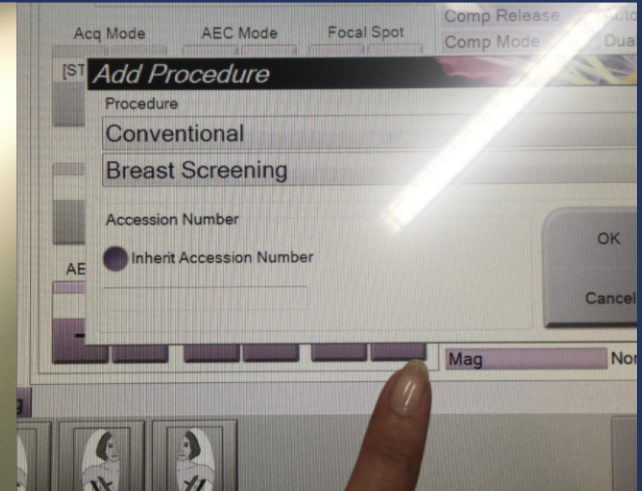 Comp Release Auto
Acq Mode AEC Mode Focal Spot
Comp Mode Dua
[ST
Add Procedure
Procedure
Conventional
Breast Screening
Accession Number
Inherit Accession Number
OK
AE
Cancel
Mag Nor